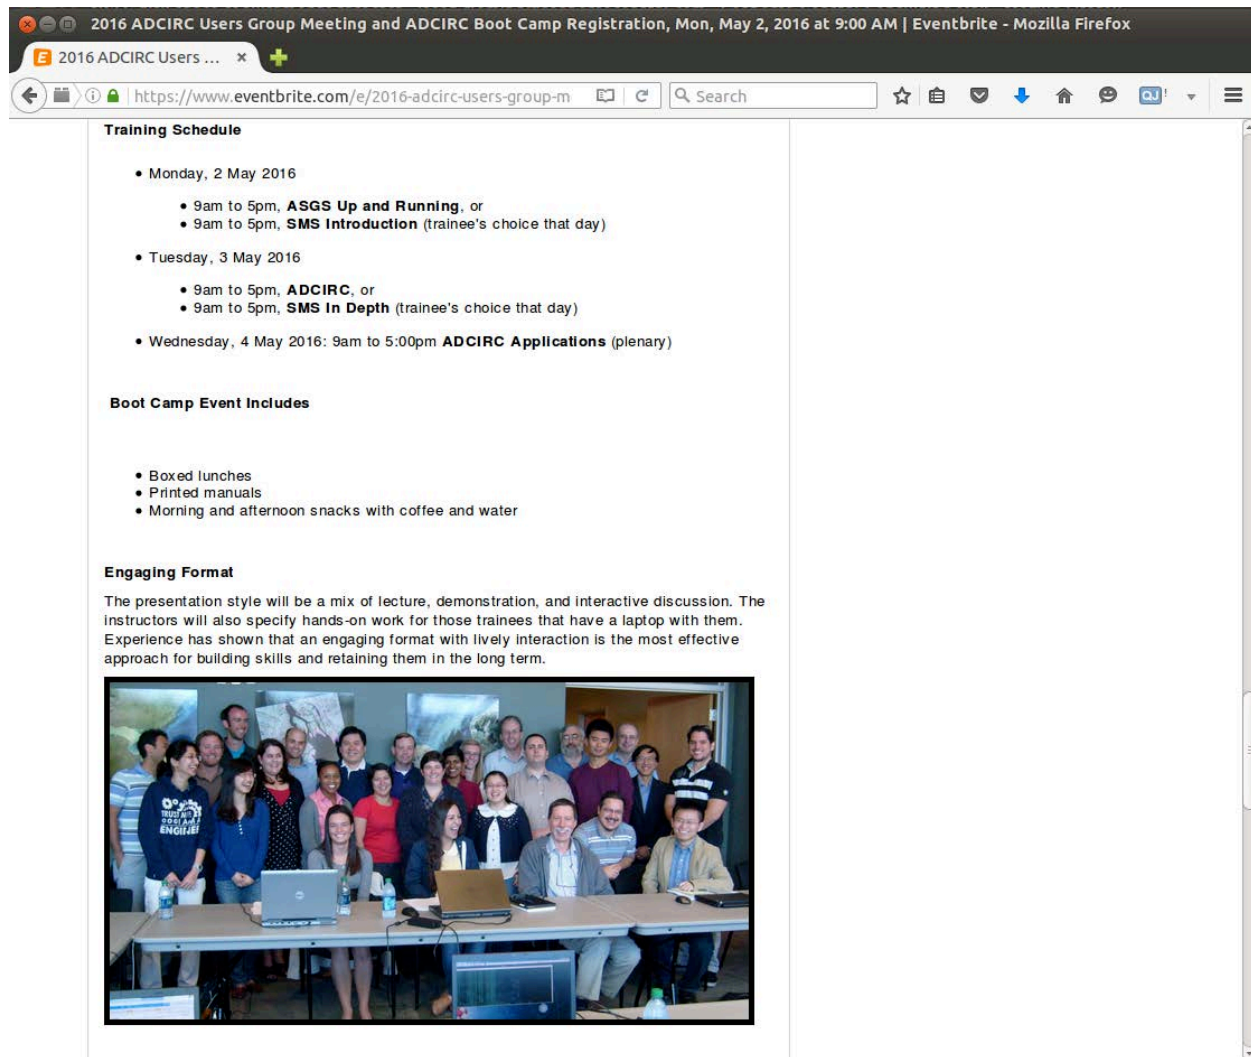 2016 ADCIRC Users Group Meeting and ADCIRC Boot Camp Registration, Mon, May 2, 2016 at 9:00 AM | Eventbrite - Mozilla Firefox
2016 ADCIRC Users ...
https://www.eventbrite.com/e/2016-adcirc-users-group-m
Search
QJ!
Training Schedule
• Monday, 2 May 2016
• 9am to 5pm, ASGS Up and Running, or
• 9am to 5pm, SMS Introduction (trainee's choice that day)
• Tuesday, 3 May 2016
• 9am to 5pm, ADCIRC, or
• 9am to 5pm, SMS In Depth (trainee's choice that day)
• Wednesday, 4 May 2016: 9am to 5:00pm ADCIRC Applications (plenary)
Boot Camp Event Includes
• Boxed lunches
• Printed manuals
• Morning and afternoon snacks with coffee and water
Engaging Format
The presentation style will be a mix of lecture, demonstration, and interactive discussion. The
instructors will also specify hands-on work for those trainees that have a laptop with them.
Experience has shown that an engaging format with lively interaction is the most effective
approach for building skills and retaining them in the long term.
TRUST